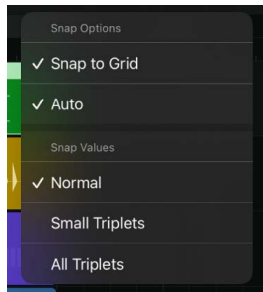 Snap Options
✓ Snap to Grid
✓ Auto
Snap Values
✓ Normal
Small Triplets
All Triplets